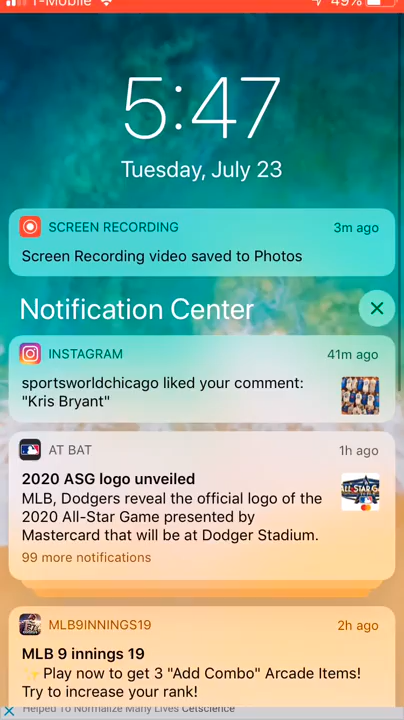 T-Mobile 49%
5:47
Tuesday, July 23
SCREEN RECORDING 3m ago
Screen Recording video saved to Photos
Notification Center
INSTAGRAM 41m ago
sportsworldchicago liked your comment:
"Kris Bryant"
AT BAT 1h ago
2020 ASG logo unveiled
MLB, Dodgers reveal the official logo of the
2020 All-Star Game presented by
Mastercard that will be at Dodger Stadium.
99 more notifications
MLB9INNINGS19 2h ago
MLB 9 innings 19
✨Play now to get 3 "Add Combo" Arcade Items!
Try to increase your rank!
Helped To Normalize Many Lives Cetscience